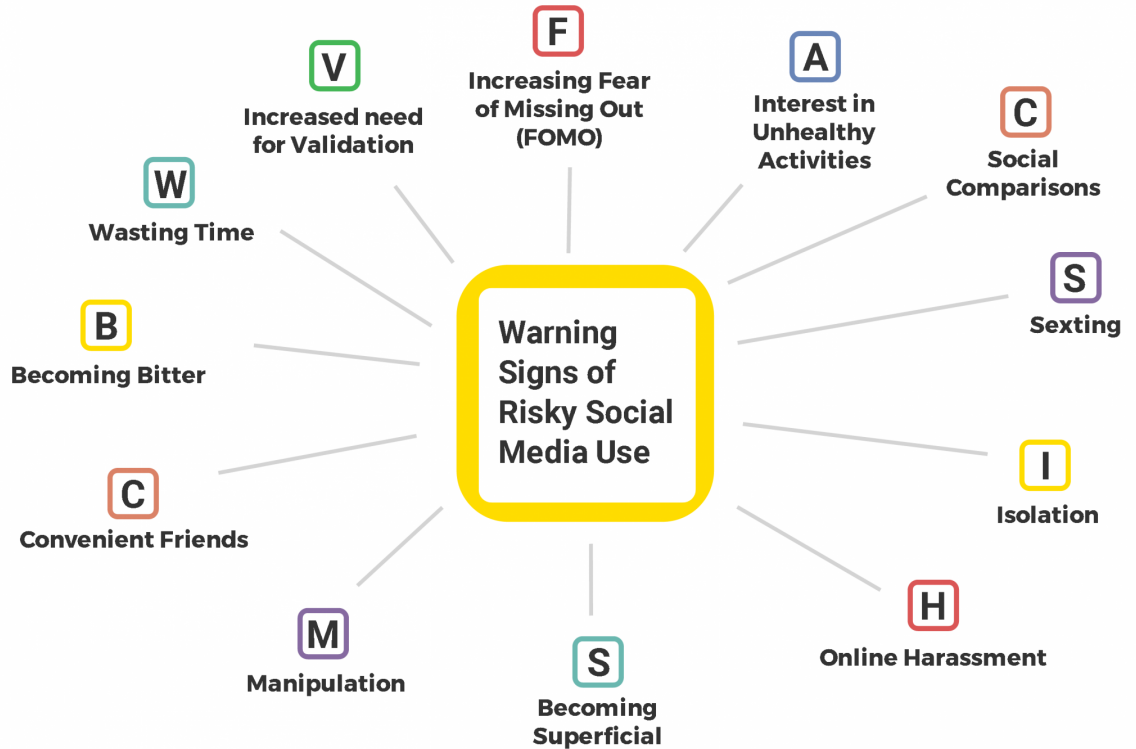 F
Increasing Fear
of Missing Out
(FOMO)
A
Interest in
Unhealthy
Activities
C
Social
Comparisons
S
Sexting
I
Isolation
H
Online Harassment
S
Becoming
Superficial
M
Manipulation
C
Convenient Friends
B
Becoming Bitter
W
Wasting Time
V
Increased need
for Validation
Warning
Signs of
Risky Social
Media Use